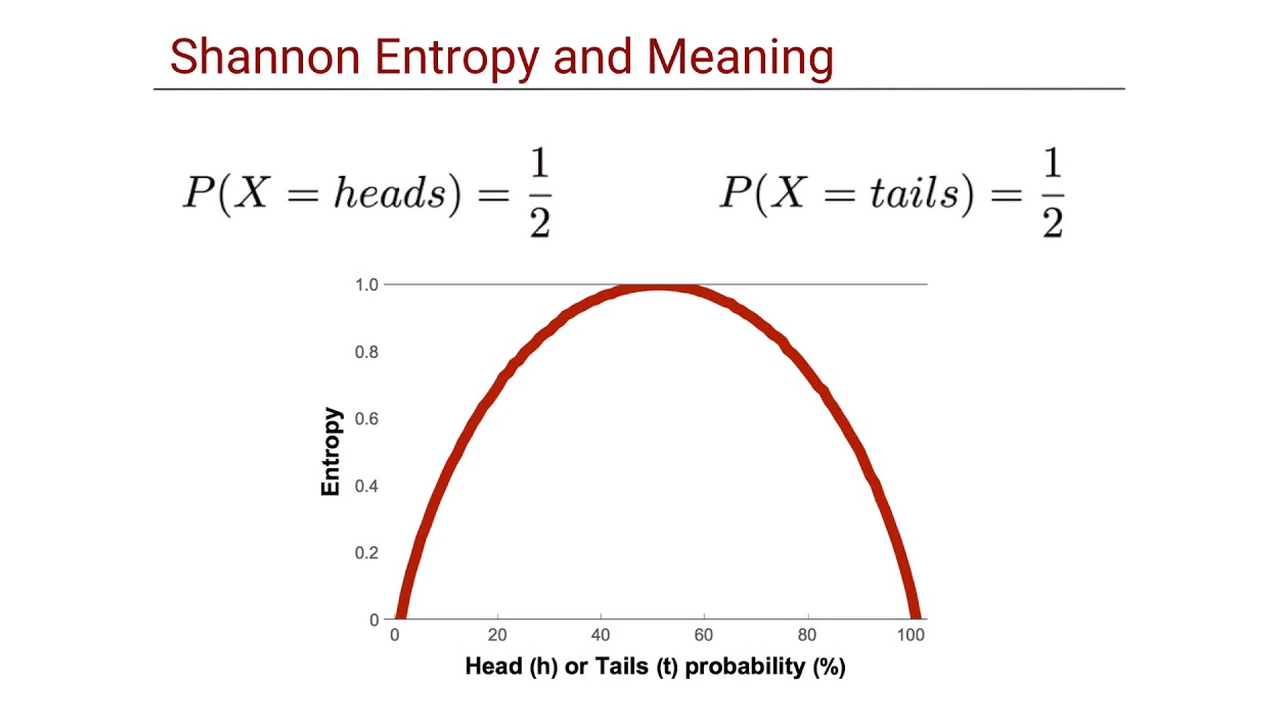 Shannon Entropy and Meaning
P(X = heads) = 1/2
P(X = tails) = 1/2
1.0
0.8
0.6
0.4
0.2
0
Entropy
0 20 40 60 80 100
Head (h) or Tails (t) probability (%)